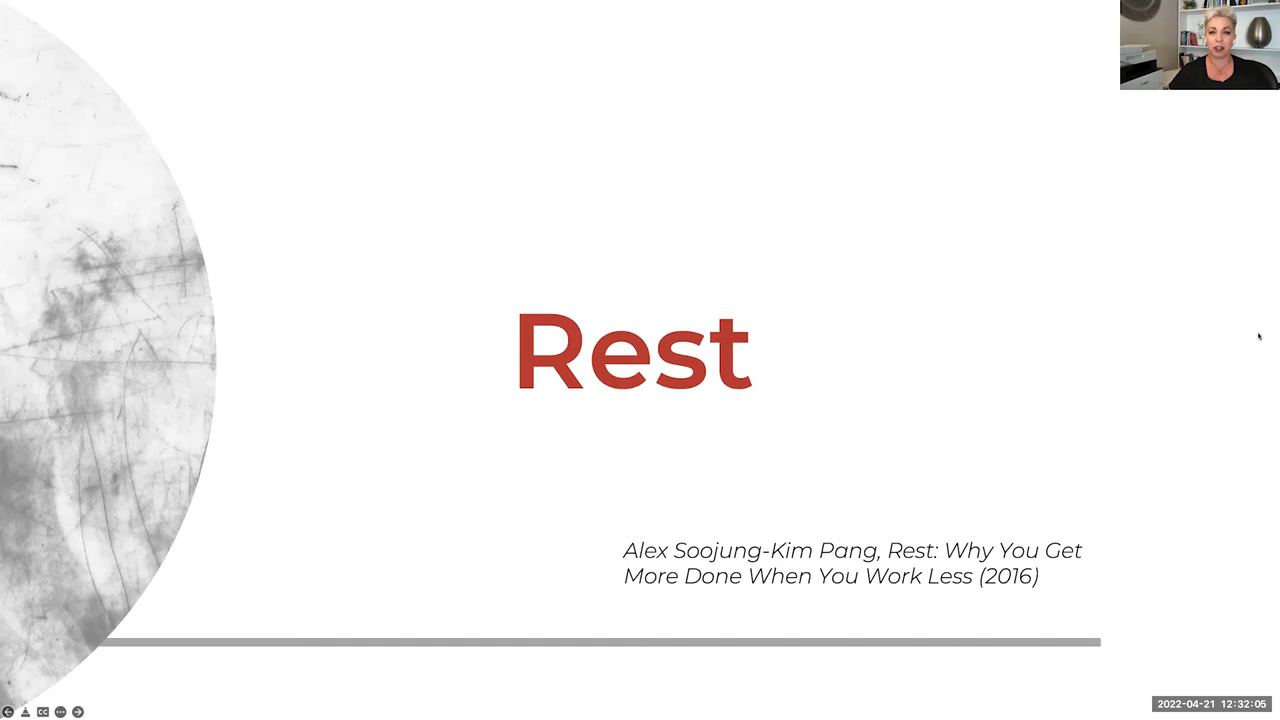 Rest
Alex Soojung-Kim Pang, Rest: Why You Get
More Done When You Work Less (2016)
CC
2022-04-21 12:32:05